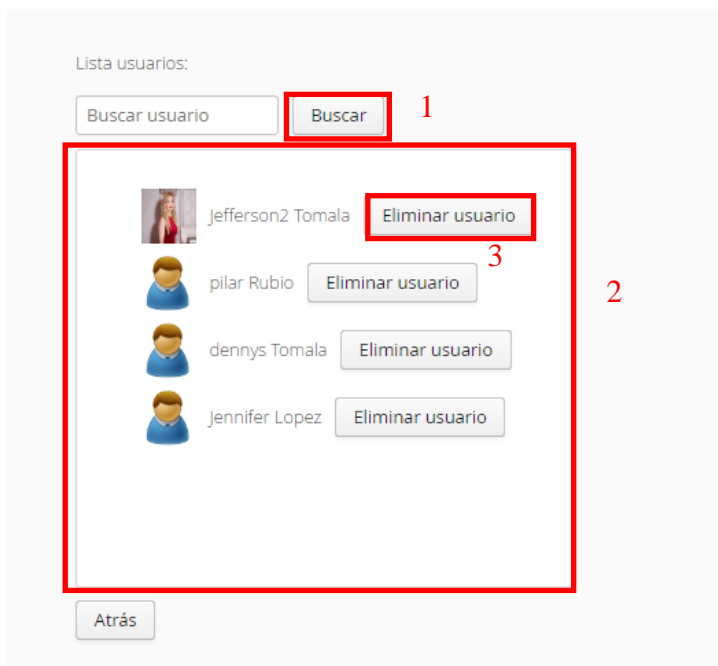 Lista usuarios:
Buscar usuario Buscar 1
Jefferson2 Tomala Eliminar usuario
3
pilar Rubio Eliminar usuario
2
dennys Tomala Eliminar usuario
Jennifer Lopez Eliminar usuario
Atrás